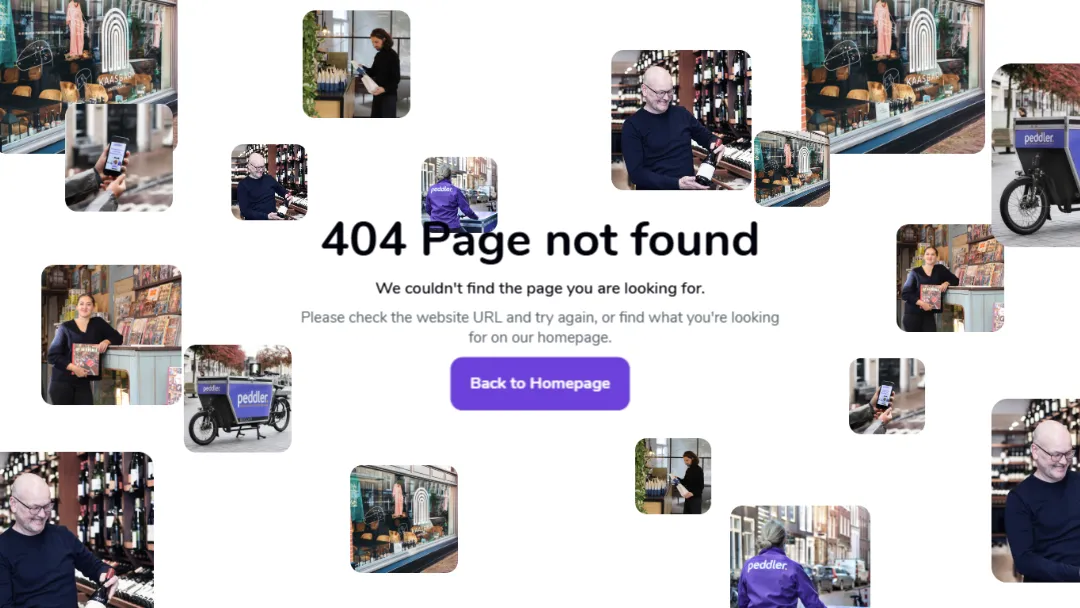 KAASBAR
KAASBAR
peddler.
peddler.
404 Page not found
We couldn't find the page you are looking for.
Please check the website URL and try again, or find what you're looking
for on our homepage.
peddler.
peddler.
Back to Homepage
peddler.